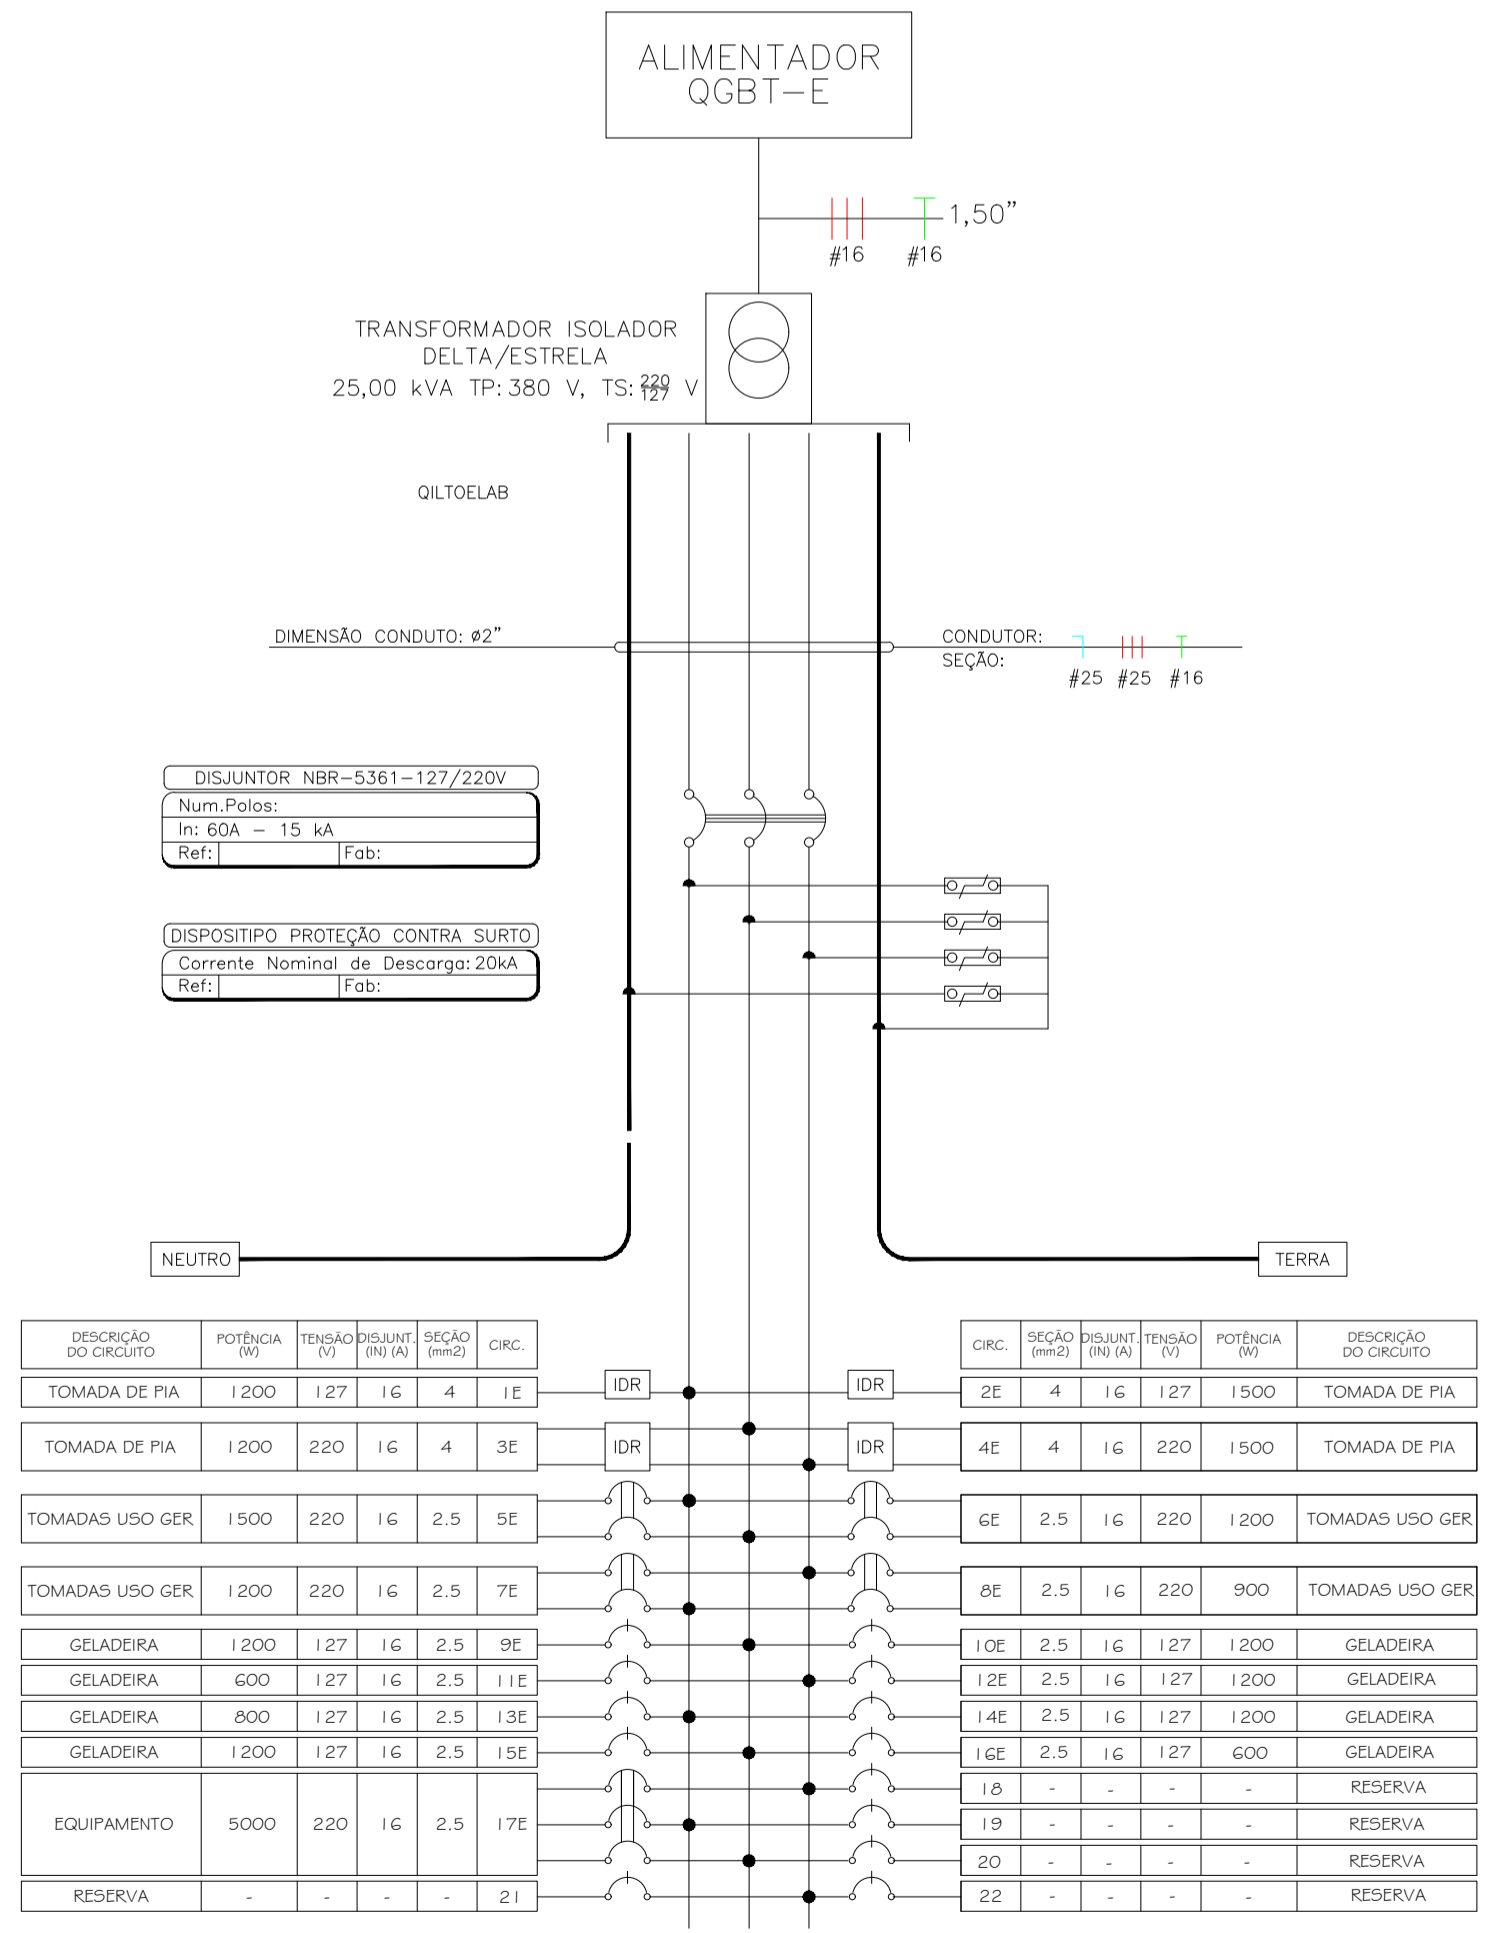 ALIMENTADOR
QGBT-E
1,50"
#16 #16
TRANSFORMADOR ISOLADOR
DELTA/ESTRELA
25,00 kVA TP: 380 V, TS: 220/127 V
QILTOELAB
DIMENSÃO CONDUTO: ø2"
CONDUTOR:
SEÇÃO:
#25 #25 #16
DISJUNTOR NBR-5361-127/220V
Num.Polos:
In: 60A - 15 kA
Ref: Fab:
DISPOSITIPO PROTEÇÃO CONTRA SURTO
Corrente Nominal de Descarga: 20kA
Ref: Fab:
NEUTRO
TERRA
DESCRIÇÃO DO CIRCUITO POTÊNCIA (W) TENSÃO (V) DISJUNT. (IN) (A) SEÇÃO (mm2) CIRC.
TOMADA DE PIA 1200 127 16 4 1E IDR
TOMADA DE PIA 1200 220 16 4 3E IDR
TOMADAS USO GER 1500 220 16 2.5 5E
TOMADAS USO GER 1200 220 16 2.5 7E
GELADEIRA 1200 127 16 2.5 9E
GELADEIRA 600 127 16 2.5 11E
GELADEIRA 800 127 16 2.5 13E
GELADEIRA 1200 127 16 2.5 15E
EQUIPAMENTO 5000 220 16 2.5 17E
RESERVA - - - - 21
CIRC. SEÇÃO (mm2) DISJUNT. (IN) (A) TENSÃO (V) POTÊNCIA (W) DESCRIÇÃO DO CIRCUITO
IDR 2E 4 16 127 1500 TOMADA DE PIA
IDR 4E 4 16 220 1500 TOMADA DE PIA
6E 2.5 16 220 1200 TOMADAS USO GER
8E 2.5 16 220 900 TOMADAS USO GER
10E 2.5 16 127 1200 GELADEIRA
12E 2.5 16 127 1200 GELADEIRA
14E 2.5 16 127 1200 GELADEIRA
16E 2.5 16 127 600 GELADEIRA
18 - - - - RESERVA
19 - - - - RESERVA
20 - - - - RESERVA
22 - - - - RESERVA